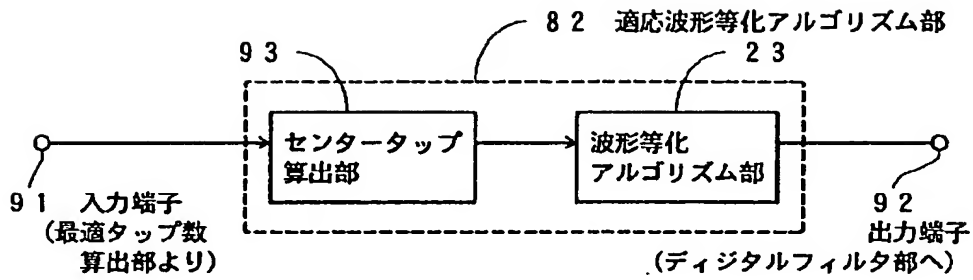 ８２ 適応波形等化アルゴリズム部
９３
２３
センタータップ
算出部
波形等化
アルゴリズム部
９１ 入力端子
(最適タップ数
算出部より)
９２
出力端子
(ディジタルフィルタ部へ)